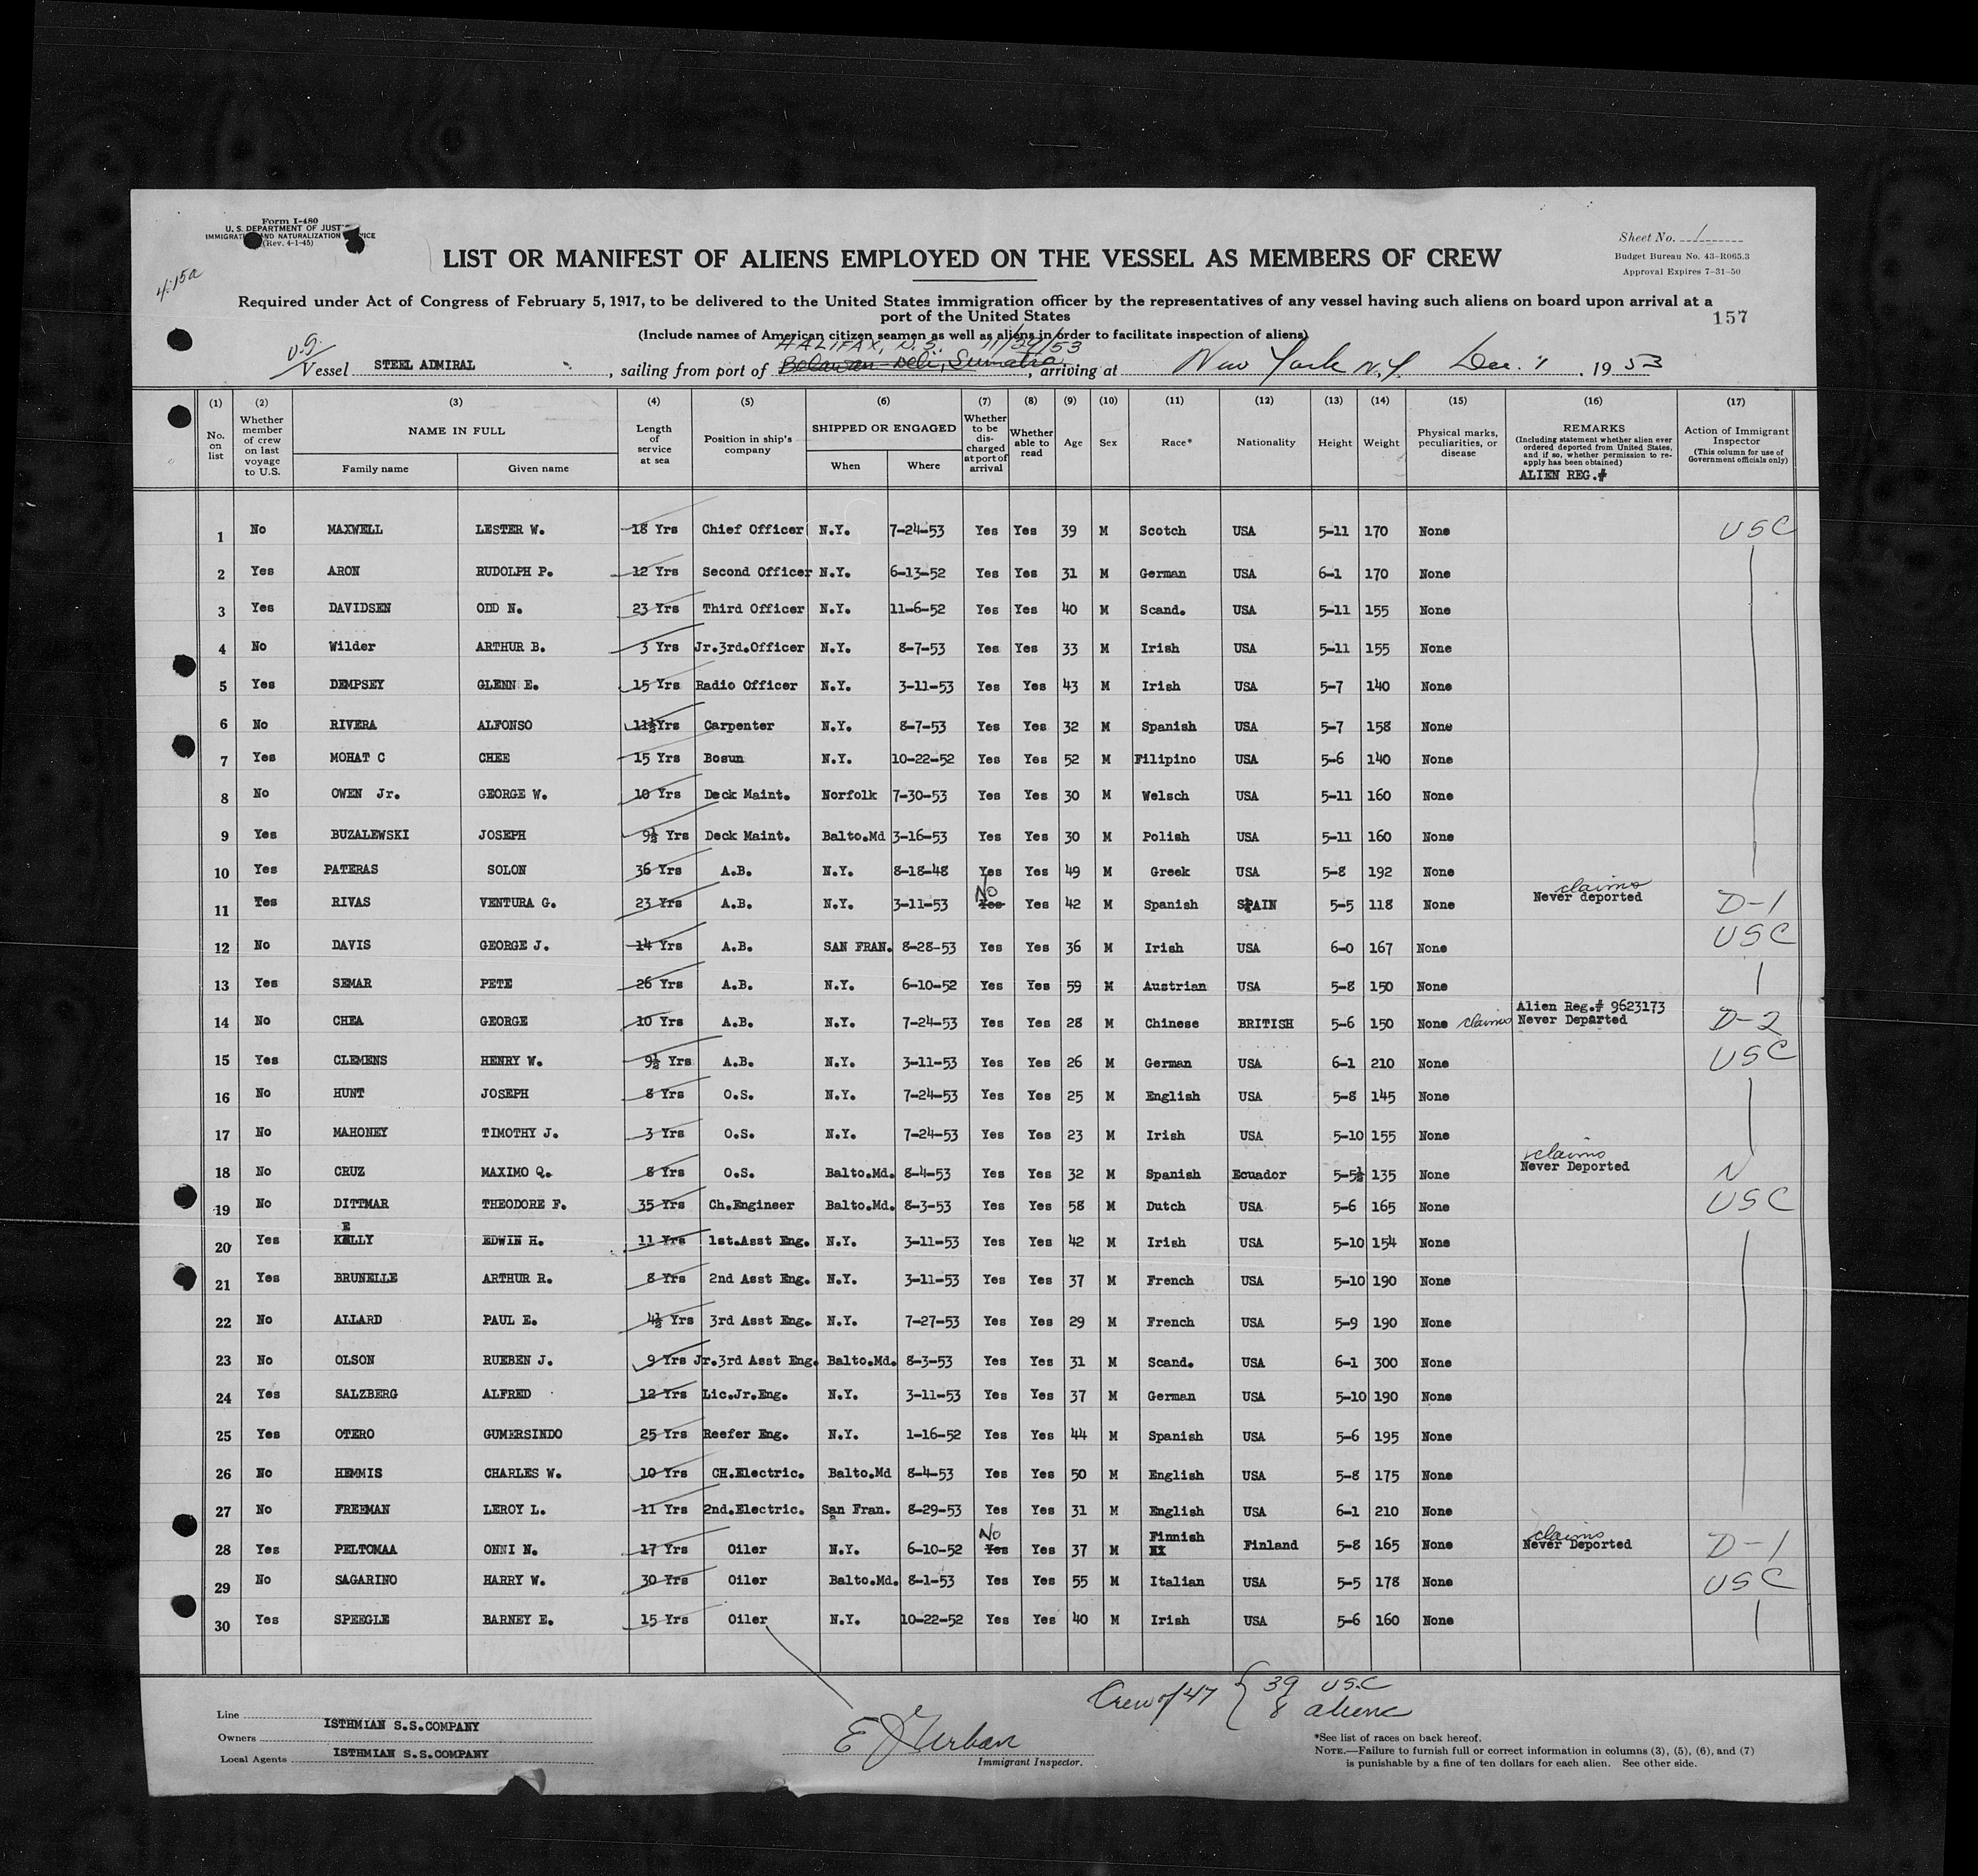 Form I-480
U. S. DEPARTMENT OF JUSTICE
IMMIGRATION AND NATURALIZATION SERVICE
(Rev. 4-1-45)
4:15a
Sheet No. 1
Budget Bureau No. 43-R065.3
Approval Expires 7-31-50
LIST OR MANIFEST OF ALIENS EMPLOYED ON THE VESSEL AS MEMBERS OF CREW
Required under Act of Congress of February 5, 1917, to be delivered to the United States immigration officer by the representatives of any vessel having such aliens on board upon arrival at a
port of the United States
157
(Include names of American citizen seamen as well as aliens in order to facilitate inspection of aliens)
HALIFAX, N.S. 11/29/53
Vessel STEEL ADMIRAL, sailing from port of Belawan Deli, Sumatra, arriving at New York N.Y. Dec. 1, 1953
(1) (2) (3) (4) (5) (6) (7) (8) (9) (10) (11) (12) (13) (14) (15) (16) (17)
No. on list
Whether member of crew on last voyage to U.S.
NAME IN FULL
Family name Given name
Length of service at sea
Position in ship's company
SHIPPED OR ENGAGED
When Where
Whether to be discharged at port of arrival
Whether able to read
Age Sex Race* Nationality Height Weight
Physical marks, peculiarities, or disease
REMARKS
(Including statement whether alien ever ordered deported from United States, and if so, whether permission to re-apply has been obtained)
ALIEN REG.#
Action of Immigrant Inspector
(This column for use of Government officials only)
1 No MAXWELL LESTER W. 18 Yrs Chief Officer N.Y. 7-24-53 Yes Yes 39 M Scotch USA 5-11 170 None USC
2 Yes ARON RUDOLPH P. 12 Yrs Second Officer N.Y. 6-13-52 Yes Yes 31 M German USA 6-1 170 None
3 Yes DAVIDSEN ODD N. 23 Yrs Third Officer N.Y. 11-6-52 Yes Yes 40 M Scand. USA 5-11 155 None
4 No Wilder ARTHUR B. 3 Yrs Jr.3rd.Officer N.Y. 8-7-53 Yes Yes 33 M Irish USA 5-11 155 None
5 Yes DEMPSEY GLENN E. 15 Yrs Radio Officer N.Y. 3-11-53 Yes Yes 43 M Irish USA 5-7 140 None
6 No RIVERA ALFONSO 11½Yrs Carpenter N.Y. 8-7-53 Yes Yes 32 M Spanish USA 5-7 158 None
7 Yes MOHAT C CHEE 15 Yrs Bosun N.Y. 10-22-52 Yes Yes 52 M Filipino USA 5-6 140 None
8 No OWEN Jr. GEORGE W. 10 Yrs Deck Maint. Norfolk 7-30-53 Yes Yes 30 M Welsch USA 5-11 160 None
9 Yes BUZALEWSKI JOSEPH 9½ Yrs Deck Maint. Balto.Md 3-16-53 Yes Yes 30 M Polish USA 5-11 160 None
10 Yes PATERAS SOLON 36 Yrs A.B. N.Y. 8-18-48 Yes Yes 49 M Greek USA 5-8 192 None
11 Yes RIVAS VENTURA G. 23 Yrs A.B. N.Y. 3-11-53 No Yes Yes 42 M Spanish SPAIN 5-5 118 None claims Never deported D-1
12 No DAVIS GEORGE J. 14 Yrs A.B. SAN FRAN. 8-28-53 Yes Yes 36 M Irish USA 6-0 167 None USC
13 Yes SEMAR PETE 26 Yrs A.B. N.Y. 6-10-52 Yes Yes 59 M Austrian USA 5-8 150 None
14 No CHEA GEORGE 10 Yrs A.B. N.Y. 7-24-53 Yes Yes 28 M Chinese BRITISH 5-6 150 None Alien Reg.# 9623173 claims Never Departed D-2
15 Yes CLEMENS HENRY W. 9½ Yrs A.B. N.Y. 3-11-53 Yes Yes 26 M German USA 6-1 210 None USC
16 No HUNT JOSEPH 8 Yrs O.S. N.Y. 7-24-53 Yes Yes 25 M English USA 5-8 145 None
17 No MAHONEY TIMOTHY J. 3 Yrs O.S. N.Y. 7-24-53 Yes Yes 23 M Irish USA 5-10 155 None
18 No CRUZ MAXIMO Q. 8 Yrs O.S. Balto.Md. 8-4-53 Yes Yes 32 M Spanish Ecuador 5-5½ 135 None claims Never Deported N
19 No DITTMAR THEODORE F. 35 Yrs Ch.Engineer Balto.Md. 8-3-53 Yes Yes 58 M Dutch USA 5-6 165 None USC
20 Yes KELLY EDWIN H. 11 Yrs 1st.Asst Eng. N.Y. 3-11-53 Yes Yes 42 M Irish USA 5-10 154 None
21 Yes BRUNELLE ARTHUR R. 8 Yrs 2nd Asst Eng. N.Y. 3-11-53 Yes Yes 37 M French USA 5-10 190 None
22 No ALLARD PAUL E. 4½ Yrs 3rd Asst Eng. N.Y. 7-27-53 Yes Yes 29 M French USA 5-9 190 None
23 No OLSON RUEBEN J. 9 Yrs Jr.3rd Asst Eng. Balto.Md. 8-3-53 Yes Yes 31 M Scand. USA 6-1 300 None
24 Yes SALZBERG ALFRED 12 Yrs Lic.Jr.Eng. N.Y. 3-11-53 Yes Yes 37 M German USA 5-10 190 None
25 Yes OTERO GUMERSINDO 25 Yrs Reefer Eng. N.Y. 1-16-52 Yes Yes 44 M Spanish USA 5-6 195 None
26 No HEMMIS CHARLES W. 10 Yrs CH.Electric. Balto.Md 8-4-53 Yes Yes 50 M English USA 5-8 175 None
27 No FREEMAN LEROY L. 11 Yrs 2nd.Electric. San Fran. 8-29-53 Yes Yes 31 M English USA 6-1 210 None
28 Yes PELTOMAA ONNI N. 17 Yrs Oiler N.Y. 6-10-52 No Yes Yes 37 M Finnish Finland 5-8 165 None claims Never Deported D-1
29 No SAGARINO HARRY W. 30 Yrs Oiler Balto.Md. 8-1-53 Yes Yes 55 M Italian USA 5-5 178 None USC
30 Yes SPEEGLE BARNEY E. 15 Yrs Oiler N.Y. 10-22-52 Yes Yes 40 M Irish USA 5-6 160 None
Crew of 47 { 39 USC
8 aliens
Line
ISTHMIAN S.S.COMPANY
Owners
Local Agents ISTHMIAN S.S.COMPANY
E J Urban
Immigrant Inspector.
*See list of races on back hereof.
NOTE.—Failure to furnish full or correct information in columns (3), (5), (6), and (7)
is punishable by a fine of ten dollars for each alien. See other side.